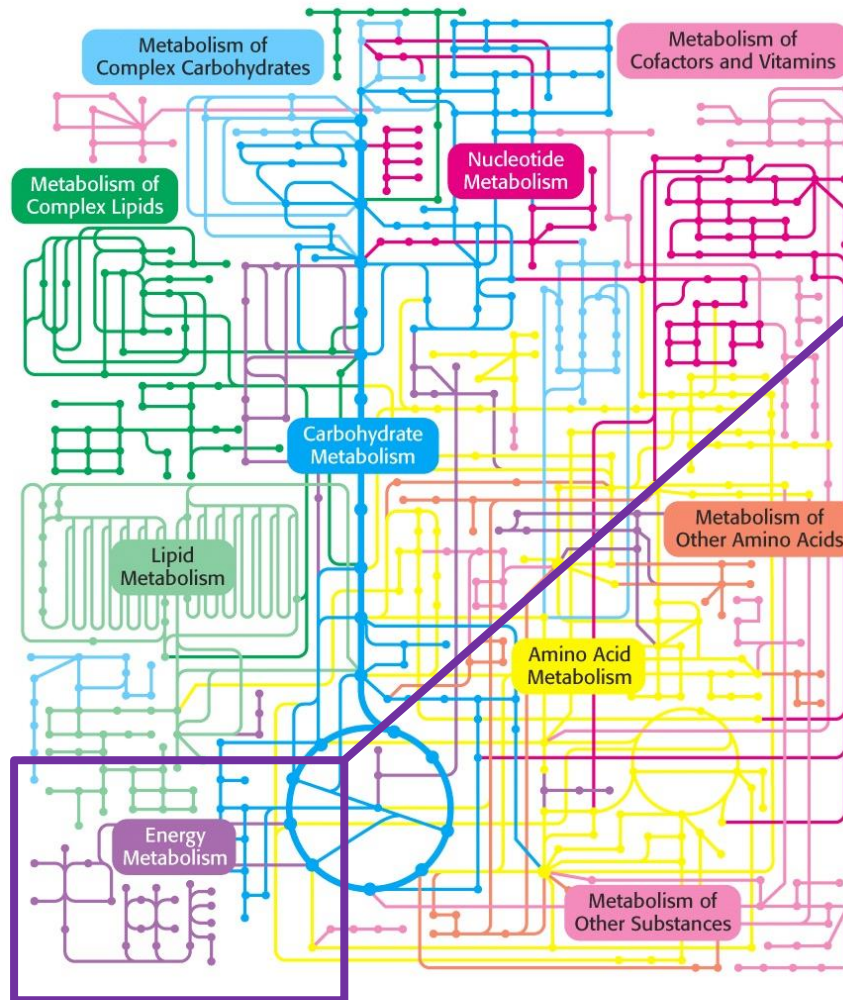 Metabolism of
Complex Carbohydrates
Metabolism of
Cofactors and Vitamins
Nucleotide
Metabolism
Metabolism of
Complex Lipids
Carbohydrate
Metabolism
Metabolism of
Other Amino Acids
Lipid
Metabolism
Amino Acid
Metabolism
Energy
Metabolism
Metabolism of
Other Substances